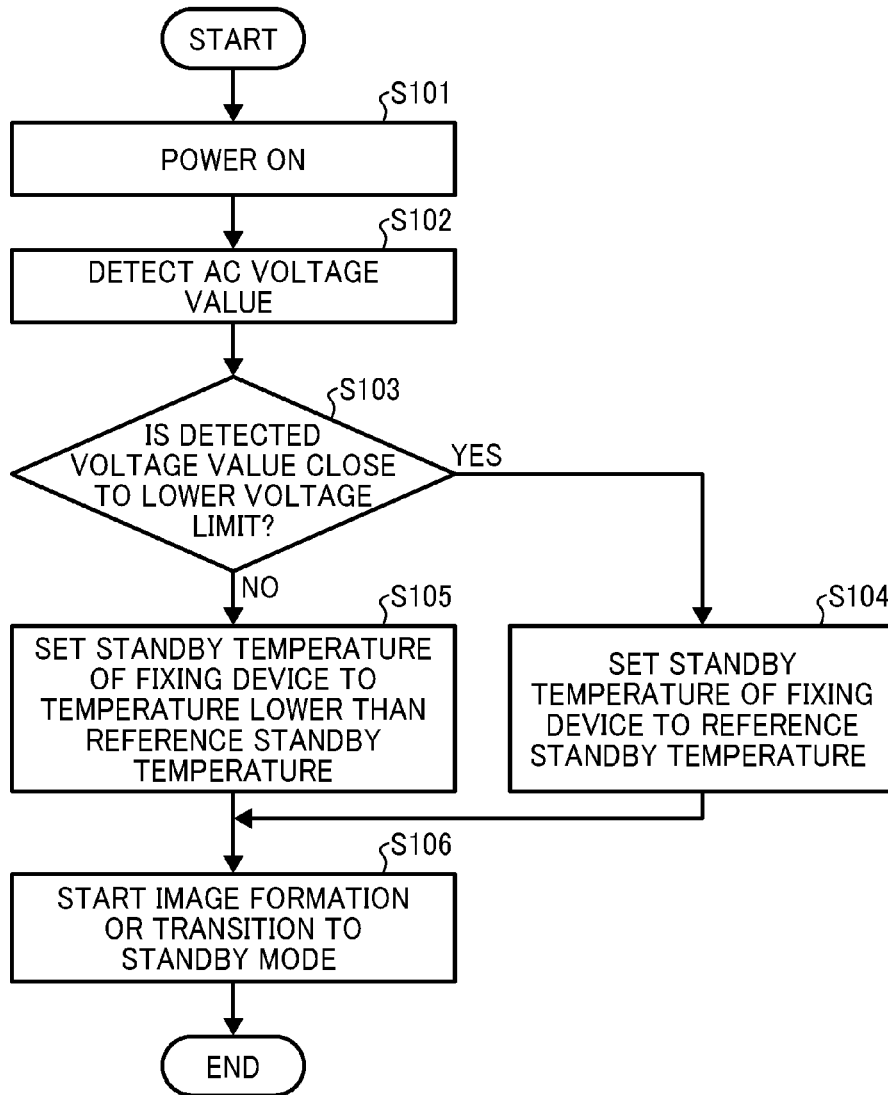 START
S101
POWER ON
S102
DETECT AC VOLTAGE
VALUE
S103
IS DETECTED
VOLTAGE VALUE CLOSE
TO LOWER VOLTAGE
LIMIT?
YES
NO
S105
SET STANDBY TEMPERATURE
OF FIXING DEVICE TO
TEMPERATURE LOWER THAN
REFERENCE STANDBY
TEMPERATURE
S104
SET STANDBY
TEMPERATURE OF FIXING
DEVICE TO REFERENCE
STANDBY TEMPERATURE
S106
START IMAGE FORMATION
OR TRANSITION TO
STANDBY MODE
END